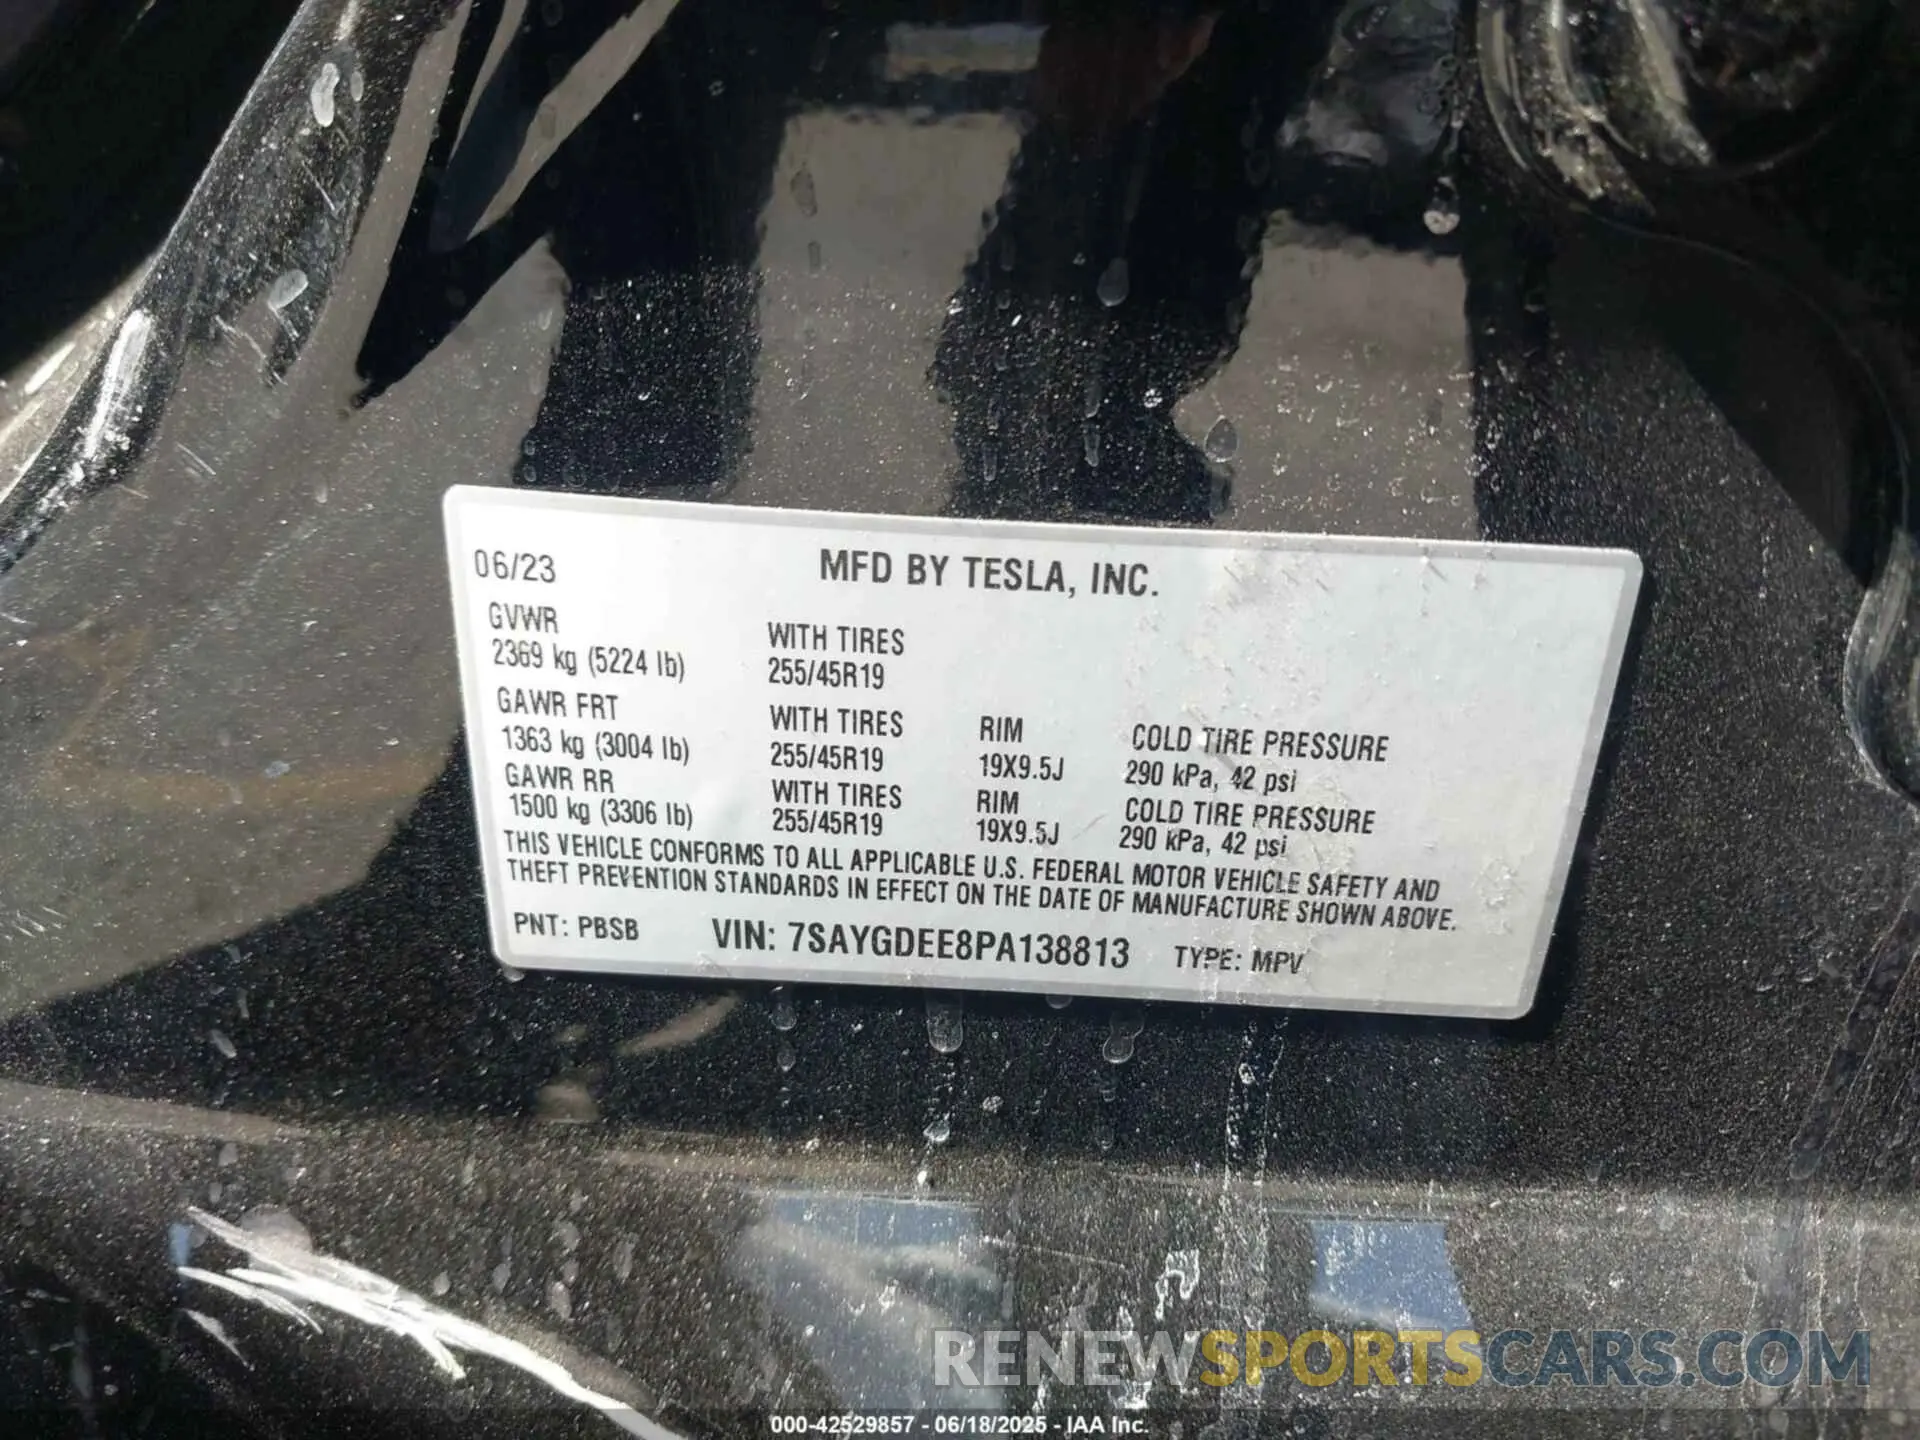 06/23 MFD BY TESLA, INC.
GVWR WITH TIRES
2369 kg (5224 lb) 255/45R19
GAWR FRT WITH TIRES RIM COLD TIRE PRESSURE
1363 kg (3004 lb) 255/45R19 19X9.5J 290 kPa, 42 psi
GAWR RR WITH TIRES RIM COLD TIRE PRESSURE
1500 kg (3306 lb) 255/45R19 19X9.5J 290 kPa, 42 psi
THIS VEHICLE CONFORMS TO ALL APPLICABLE U.S. FEDERAL MOTOR VEHICLE SAFETY AND
THEFT PREVENTION STANDARDS IN EFFECT ON THE DATE OF MANUFACTURE SHOWN ABOVE.
PNT: PBSB VIN: 7SAYGDEE8PA138813 TYPE: MPV
RENEWSPORTSCARS.COM
000-42529857 - 06/18/2025 - IAA Inc.